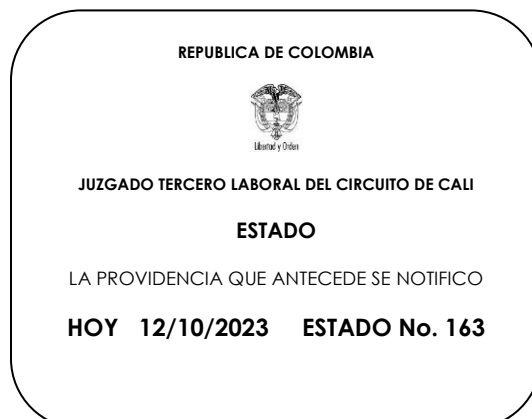 REPUBLICA DE COLOMBIA
Libertad y Orden
JUZGADO TERCERO LABORAL DEL CIRCUITO DE CALI
ESTADO
LA PROVIDENCIA QUE ANTECEDE SE NOTIFICO
HOY 12/10/2023 ESTADO No. 163